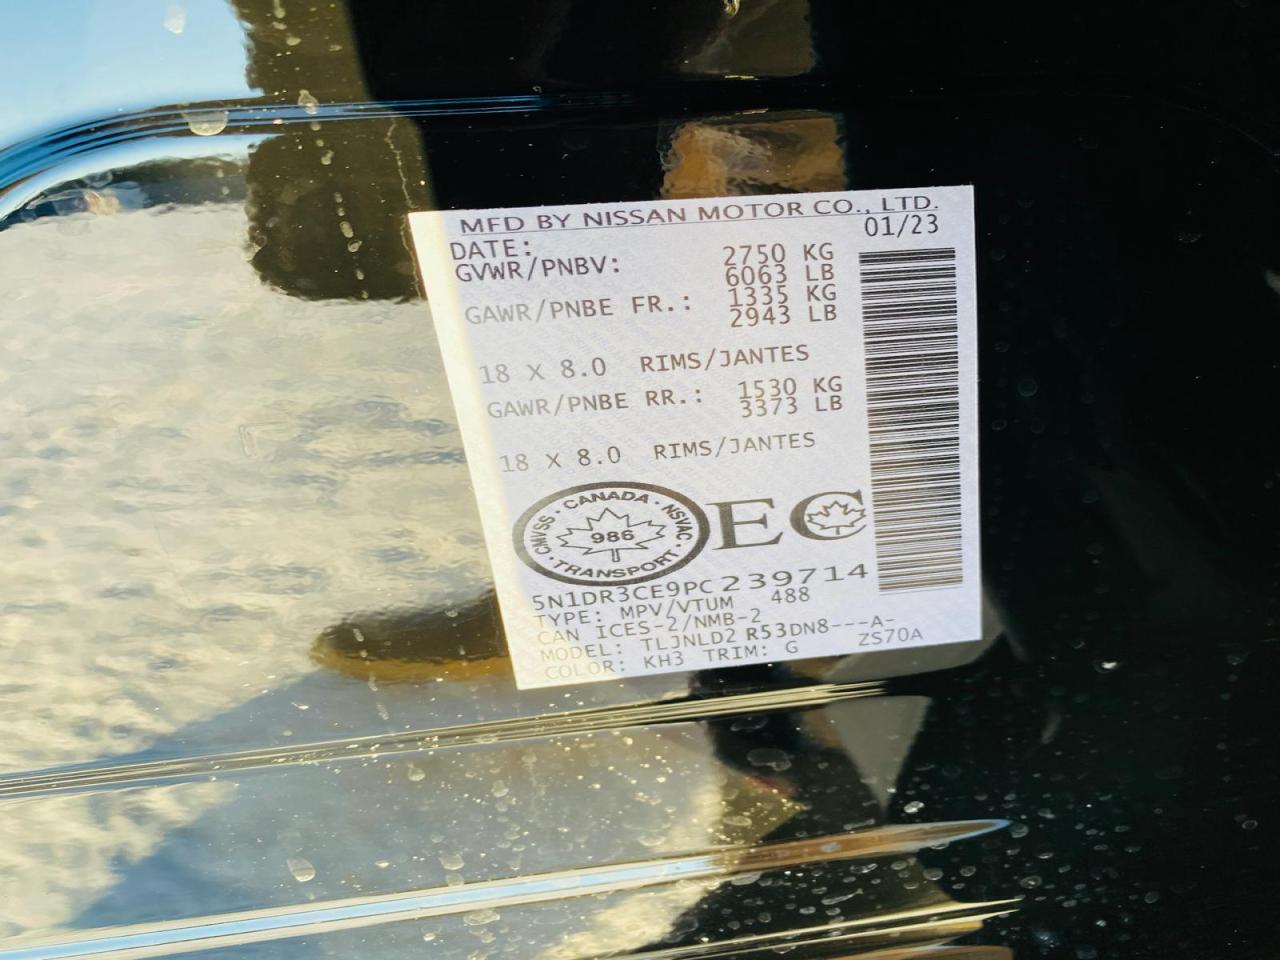 MFD BY NISSAN MOTOR CO., LTD.
DATE: 01/23
GVWR/PNBV: 2750 KG
6063 LB
GAWR/PNBE FR.: 1335 KG
2943 LB
18 X 8.0 RIMS/JANTES
GAWR/PNBE RR.: 1530 KG
3373 LB
18 X 8.0 RIMS/JANTES
CMVSS · CANADA · NSVAC · TRANSPORT ·
986
EC
5N1DR3CE9PC239714
TYPE: MPV/VTUM 488
CAN ICES-2/NMB-2
MODEL: TLJNLD2 R53DN8---A-
COLOR: KH3 TRIM: G ZS70A